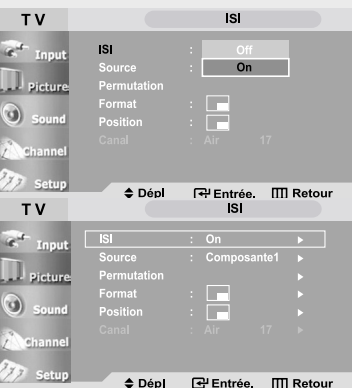 T V
ISI
Input
Picture
Sound
Channel
Setup
ISI : Off
Source : On
Permutation
Format :
Position :
Canal : Air 17
Dépl Entrée. Retour
T V
ISI
Input
Picture
Sound
Channel
Setup
ISI : On
Source : Composante1
Permutation
Format :
Position :
Canal : Air 17
Dépl Entrée. Retour